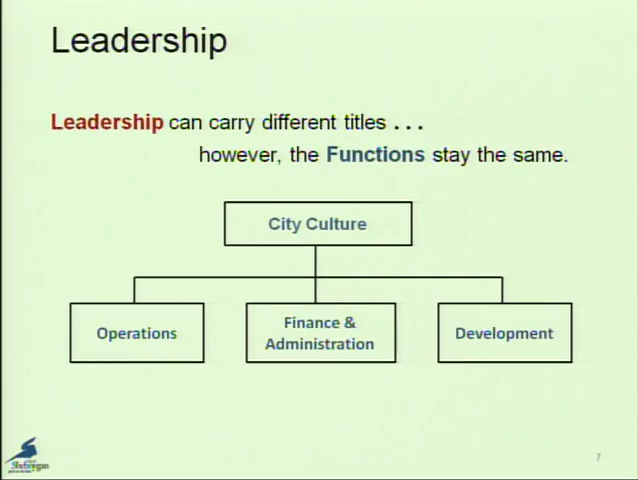 Leadership
Leadership can carry different titles . . .
however, the Functions stay the same.
City Culture
Operations
Finance &
Administration
Development
Sheboygan
7